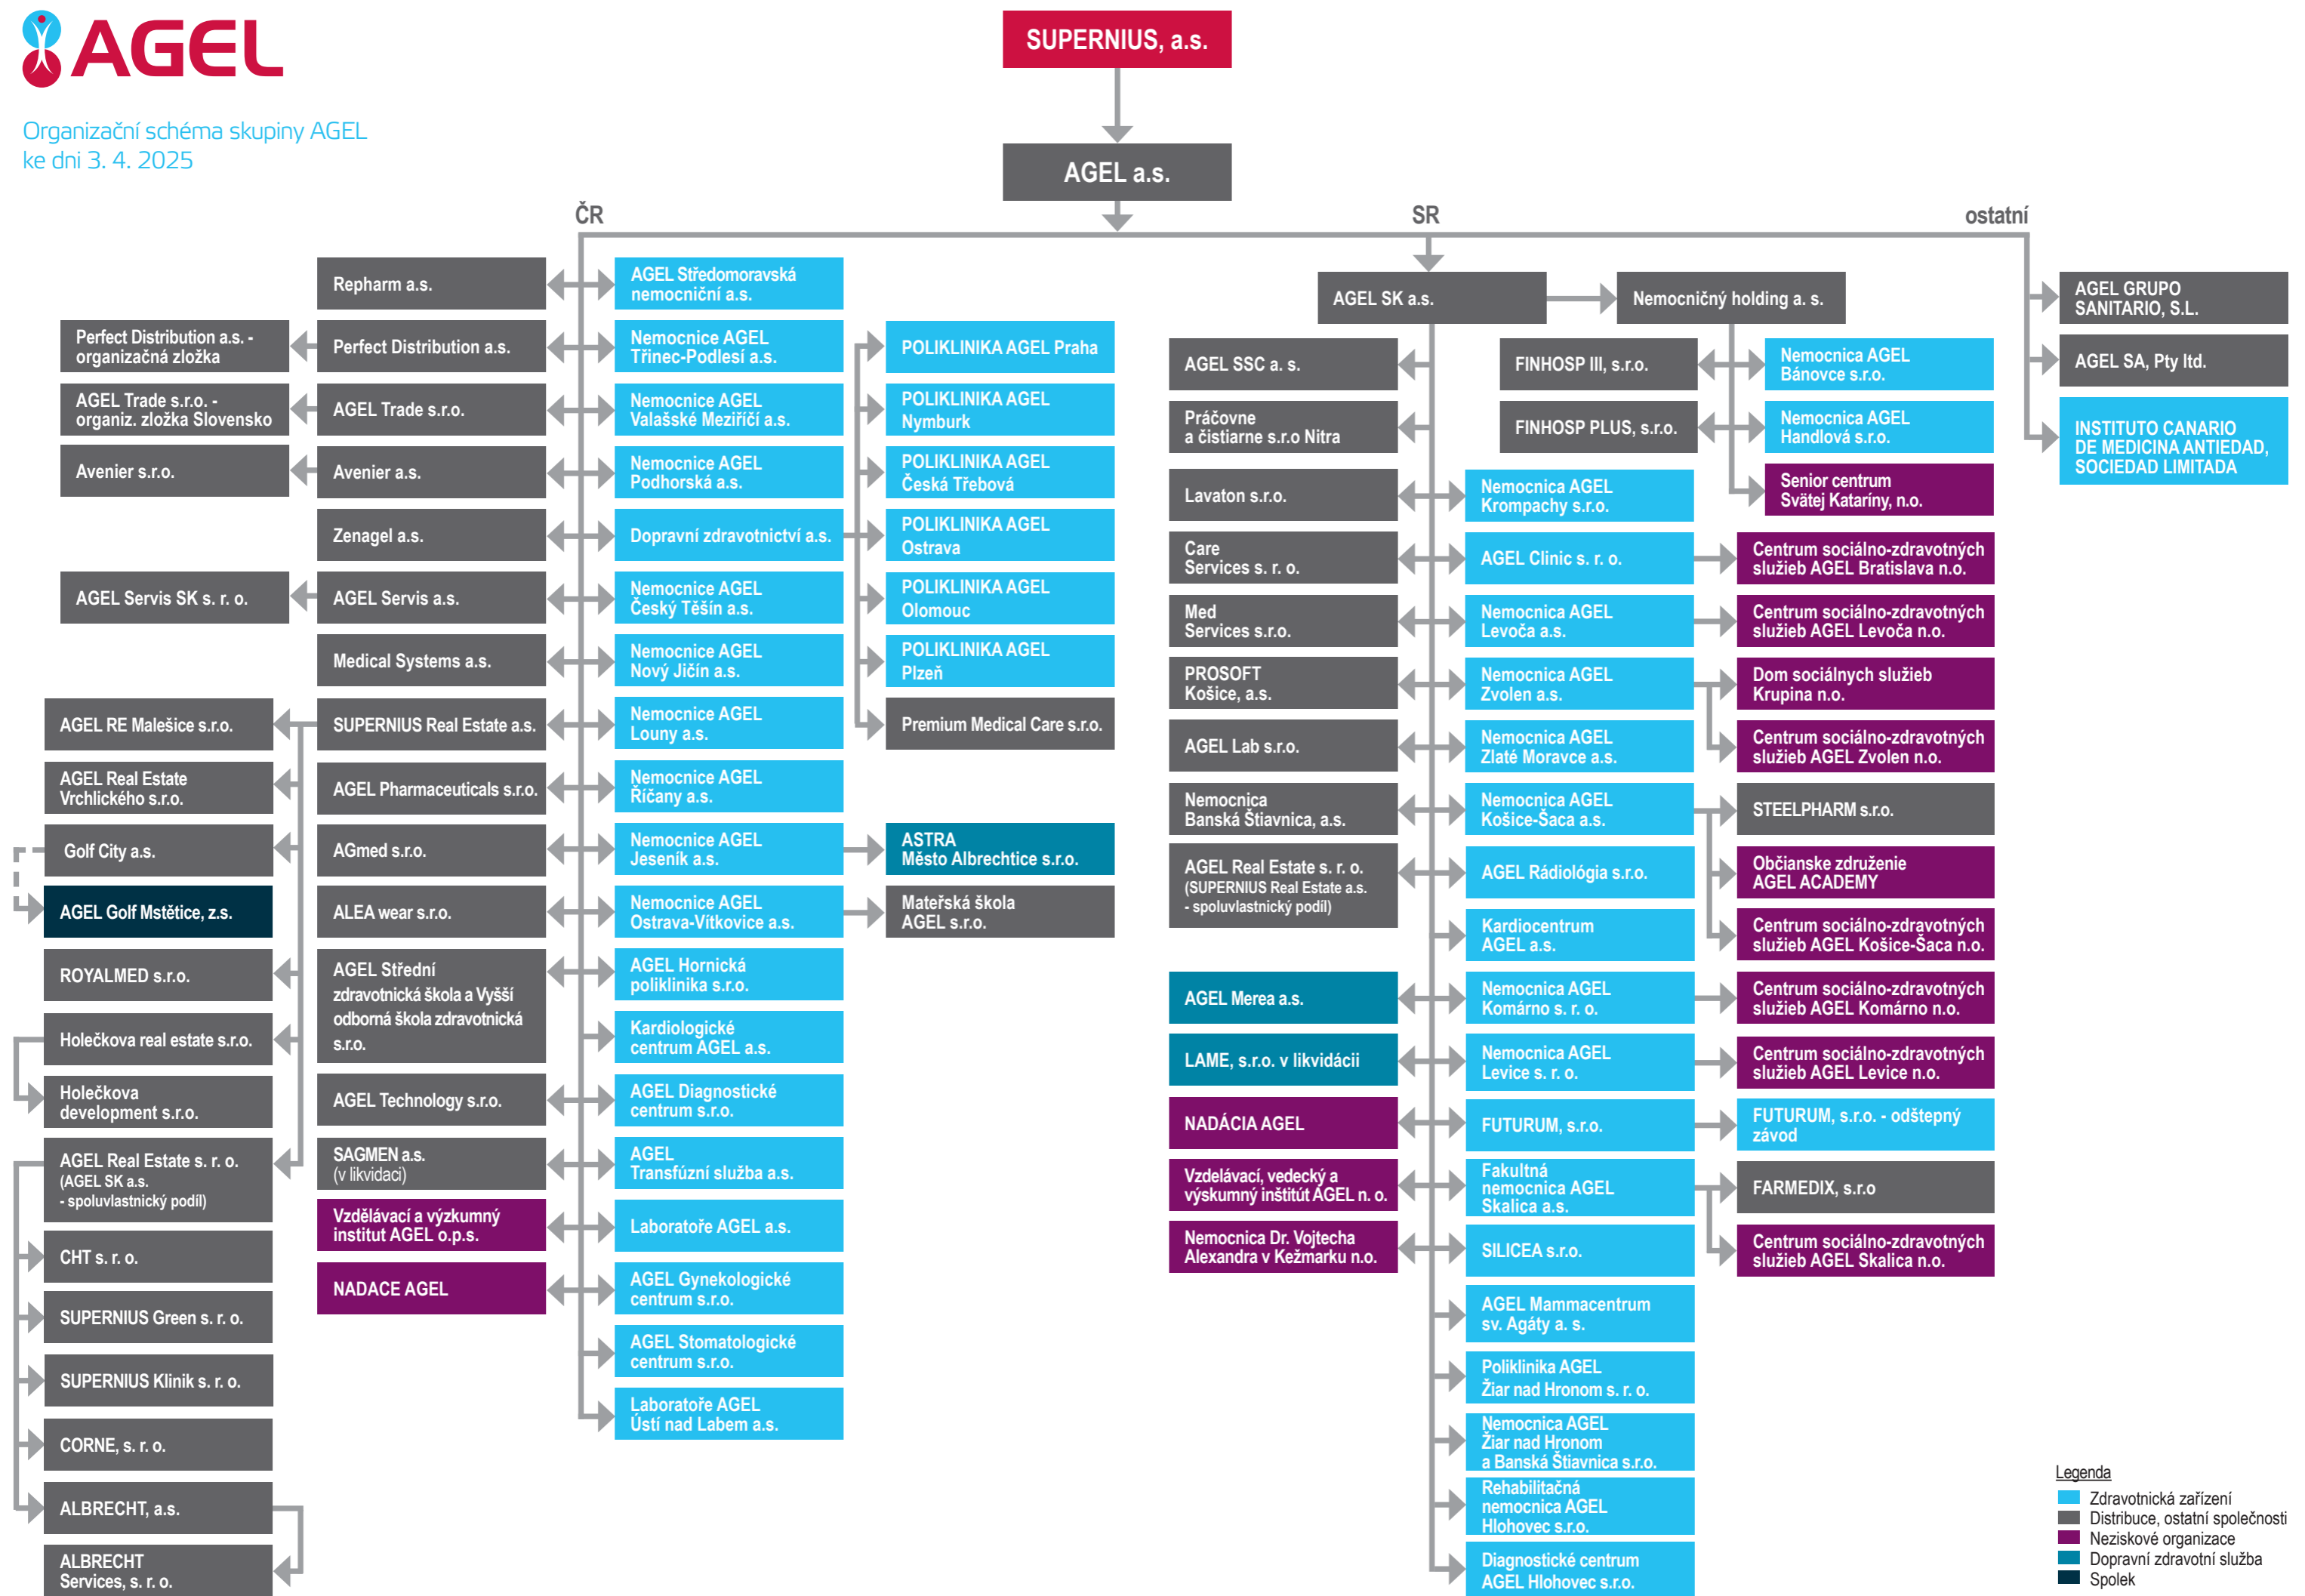 AGEL
Organizační schéma skupiny AGEL
ke dni 3. 4. 2025
SUPERNIUS, a.s.
AGEL a.s.
ČR
SR
ostatní
Perfect Distribution a.s. -
organizačná zložka
AGEL Trade s.r.o. -
organiz. zložka Slovensko
Avenier s.r.o.
AGEL Servis SK s. r. o.
AGEL RE Malešice s.r.o.
AGEL Real Estate
Vrchlického s.r.o.
Golf City a.s.
AGEL Golf Mstětice, z.s.
ROYALMED s.r.o.
Holečkova real estate s.r.o.
Holečkova
development s.r.o.
AGEL Real Estate s. r. o.
(AGEL SK a.s.
- spoluvlastnický podíl)
CHT s. r. o.
SUPERNIUS Green s. r. o.
SUPERNIUS Klinik s. r. o.
CORNE, s. r. o.
ALBRECHT, a.s.
ALBRECHT
Services, s. r. o.
Repharm a.s.
Perfect Distribution a.s.
AGEL Trade s.r.o.
Avenier a.s.
Zenagel a.s.
AGEL Servis a.s.
Medical Systems a.s.
SUPERNIUS Real Estate a.s.
AGEL Pharmaceuticals s.r.o.
AGmed s.r.o.
ALEA wear s.r.o.
AGEL Střední
zdravotnická škola a Vyšší
odborná škola zdravotnická
s.r.o.
AGEL Technology s.r.o.
SAGMEN a.s.
(v likvidaci)
Vzdělávací a výzkumný
institut AGEL o.p.s.
NADACE AGEL
AGEL Středomoravská
nemocniční a.s.
Nemocnice AGEL
Třinec-Podlesí a.s.
Nemocnice AGEL
Valašské Meziříčí a.s.
Nemocnice AGEL
Podhorská a.s.
Dopravní zdravotnictví a.s.
Nemocnice AGEL
Český Těšín a.s.
Nemocnice AGEL
Nový Jičín a.s.
Nemocnice AGEL
Louny a.s.
Nemocnice AGEL
Říčany a.s.
Nemocnice AGEL
Jeseník a.s.
Nemocnice AGEL
Ostrava-Vítkovice a.s.
AGEL Hornická
poliklinika s.r.o.
Kardiologické
centrum AGEL a.s.
AGEL Diagnostické
centrum s.r.o.
AGEL
Transfúzní služba a.s.
Laboratoře AGEL a.s.
AGEL Gynekologické
centrum s.r.o.
AGEL Stomatologické
centrum s.r.o.
Laboratoře AGEL
Ústí nad Labem a.s.
POLIKLINIKA AGEL Praha
POLIKLINIKA AGEL
Nymburk
POLIKLINIKA AGEL
Česká Třebová
POLIKLINIKA AGEL
Ostrava
POLIKLINIKA AGEL
Olomouc
POLIKLINIKA AGEL
Plzeň
Premium Medical Care s.r.o.
ASTRA
Město Albrechtice s.r.o.
Mateřská škola
AGEL s.r.o.
AGEL SK a.s.
Nemocničný holding a. s.
AGEL SSC a. s.
Práčovne
a čistiarne s.r.o Nitra
Lavaton s.r.o.
Care
Services s. r. o.
Med
Services s.r.o.
PROSOFT
Košice, a.s.
AGEL Lab s.r.o.
Nemocnica
Banská Štiavnica, a.s.
AGEL Real Estate s. r. o.
(SUPERNIUS Real Estate a.s.
- spoluvlastnický podíl)
AGEL Merea a.s.
LAME, s.r.o. v likvidácii
NADÁCIA AGEL
Vzdelávací, vedecký a
výskumný inštitút AGEL n. o.
Nemocnica Dr. Vojtecha
Alexandra v Kežmarku n.o.
FINHOSP III, s.r.o.
FINHOSP PLUS, s.r.o.
Nemocnica AGEL
Krompachy s.r.o.
AGEL Clinic s. r. o.
Nemocnica AGEL
Levoča a.s.
Nemocnica AGEL
Zvolen a.s.
Nemocnica AGEL
Zlaté Moravce a.s.
Nemocnica AGEL
Košice-Šaca a.s.
AGEL Rádiológia s.r.o.
Kardiocentrum
AGEL a.s.
Nemocnica AGEL
Komárno s. r. o.
Nemocnica AGEL
Levice s. r. o.
FUTURUM, s.r.o.
Fakultná
nemocnica AGEL
Skalica a.s.
SILICEA s.r.o.
AGEL Mammacentrum
sv. Agáty a. s.
Poliklinika AGEL
Žiar nad Hronom s. r. o.
Nemocnica AGEL
Žiar nad Hronom
a Banská Štiavnica s.r.o.
Rehabilitačná
nemocnica AGEL
Hlohovec s.r.o.
Diagnostické centrum
AGEL Hlohovec s.r.o.
Nemocnica AGEL
Bánovce s.r.o.
Nemocnica AGEL
Handlová s.r.o.
Senior centrum
Svätej Kataríny, n.o.
Centrum sociálno-zdravotných
služieb AGEL Bratislava n.o.
Centrum sociálno-zdravotných
služieb AGEL Levoča n.o.
Dom sociálnych služieb
Krupina n.o.
Centrum sociálno-zdravotných
služieb AGEL Zvolen n.o.
STEELPHARM s.r.o.
Občianske združenie
AGEL ACADEMY
Centrum sociálno-zdravotných
služieb AGEL Košice-Šaca n.o.
Centrum sociálno-zdravotných
služieb AGEL Komárno n.o.
Centrum sociálno-zdravotných
služieb AGEL Levice n.o.
FUTURUM, s.r.o. - odštepný
závod
FARMEDIX, s.r.o
Centrum sociálno-zdravotných
služieb AGEL Skalica n.o.
AGEL GRUPO
SANITARIO, S.L.
AGEL SA, Pty ltd.
INSTITUTO CANARIO
DE MEDICINA ANTIEDAD,
SOCIEDAD LIMITADA
Legenda
Zdravotnická zařízení
Distribuce, ostatní společnosti
Neziskové organizace
Dopravní zdravotní služba
Spolek